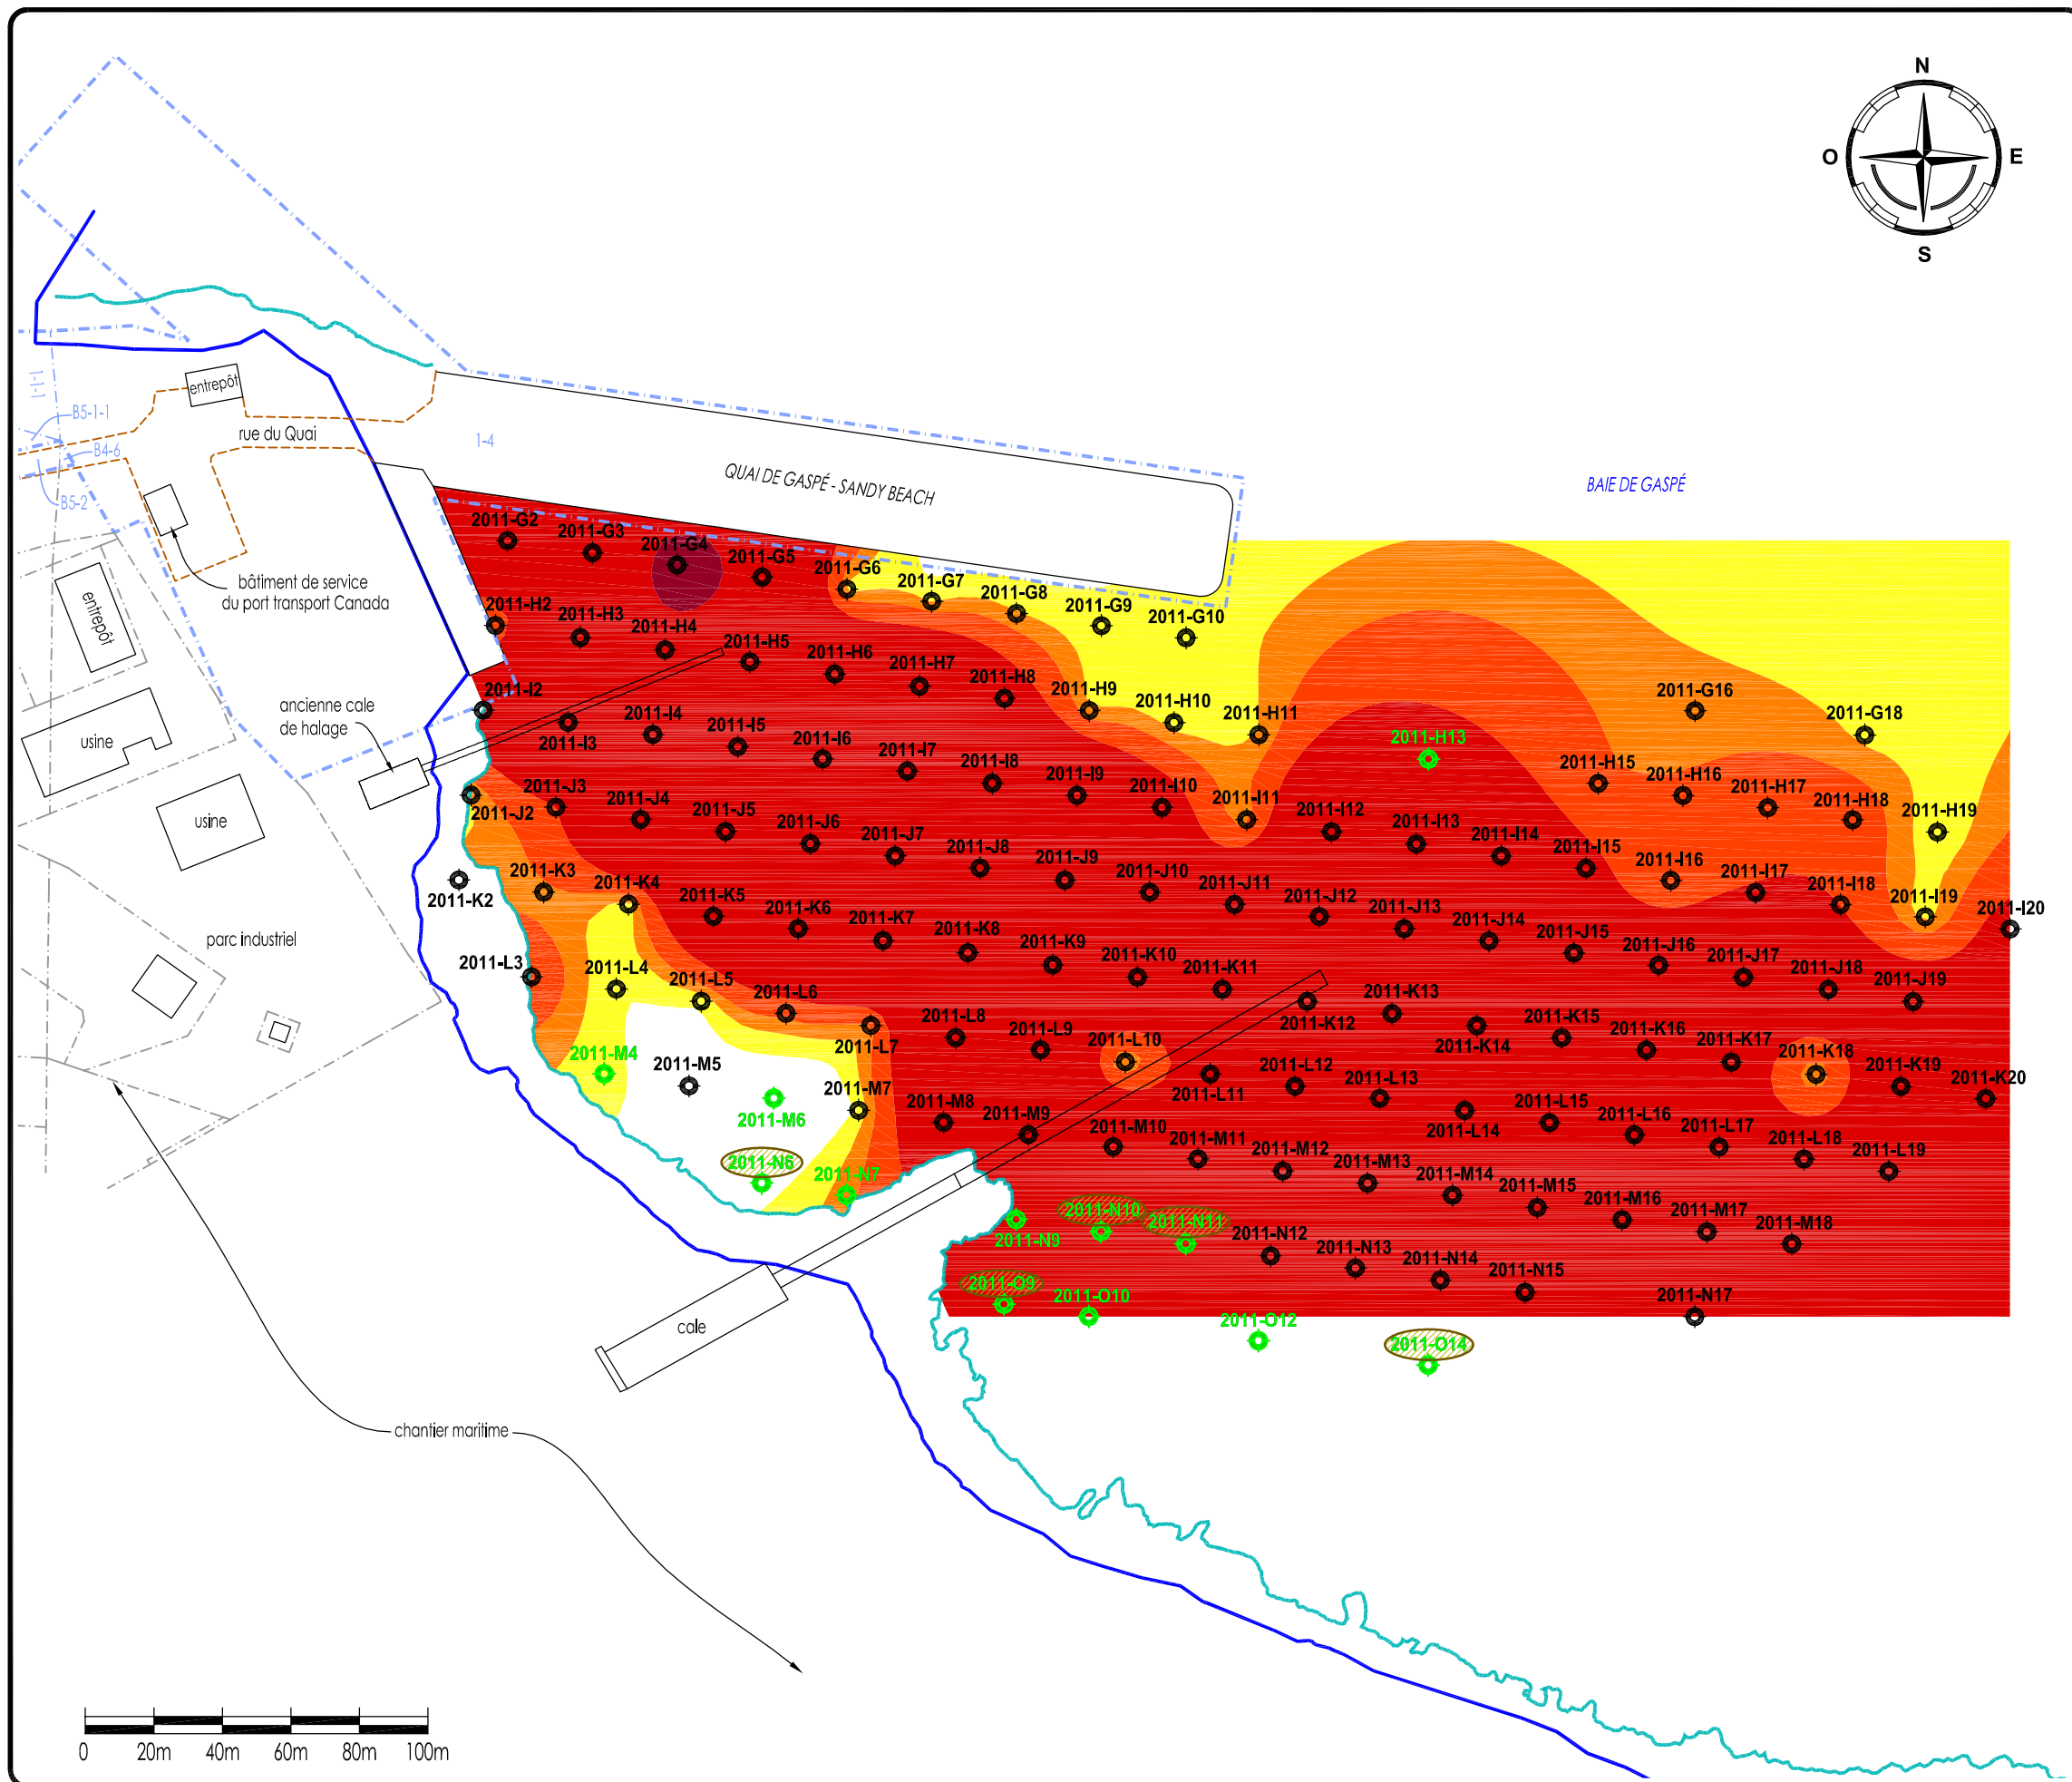 N
O
E
S
1-1-1
B5-1-1
B4-6
B5-2
entrepôt
rue du Quai
1-4
QUAI DE GASPÉ - SANDY BEACH
BAIE DE GASPÉ
bâtiment de service
du port transport Canada
entrepôt
usine
usine
ancienne cale
de halage
parc industriel
cale
chantier maritime
2011-G2
2011-G3
2011-G4
2011-G5
2011-G6
2011-G7
2011-G8
2011-G9
2011-G10
2011-G16
2011-G18
2011-H2
2011-H3
2011-H4
2011-H5
2011-H6
2011-H7
2011-H8
2011-H9
2011-H10
2011-H11
2011-H13
2011-H15
2011-H16
2011-H17
2011-H18
2011-H19
2011-I2
2011-I3
2011-I4
2011-I5
2011-I6
2011-I7
2011-I8
2011-I9
2011-I10
2011-I11
2011-I12
2011-I13
2011-I14
2011-I15
2011-I16
2011-I17
2011-I18
2011-I19
2011-I20
2011-J2
2011-J3
2011-J4
2011-J5
2011-J6
2011-J7
2011-J8
2011-J9
2011-J10
2011-J11
2011-J12
2011-J13
2011-J14
2011-J15
2011-J16
2011-J17
2011-J18
2011-J19
2011-K2
2011-K3
2011-K4
2011-K5
2011-K6
2011-K7
2011-K8
2011-K9
2011-K10
2011-K11
2011-K12
2011-K13
2011-K14
2011-K15
2011-K16
2011-K17
2011-K18
2011-K19
2011-K20
2011-L3
2011-L4
2011-L5
2011-L6
2011-L7
2011-L8
2011-L9
2011-L10
2011-L11
2011-L12
2011-L13
2011-L14
2011-L15
2011-L16
2011-L17
2011-L18
2011-L19
2011-M4
2011-M5
2011-M6
2011-M7
2011-M8
2011-M9
2011-M10
2011-M11
2011-M12
2011-M13
2011-M14
2011-M15
2011-M16
2011-M17
2011-M18
2011-N6
2011-N7
2011-N9
2011-N10
2011-N11
2011-N12
2011-N13
2011-N14
2011-N15
2011-N17
2011-O9
2011-O10
2011-O12
2011-O14
0 20m 40m 60m 80m 100m